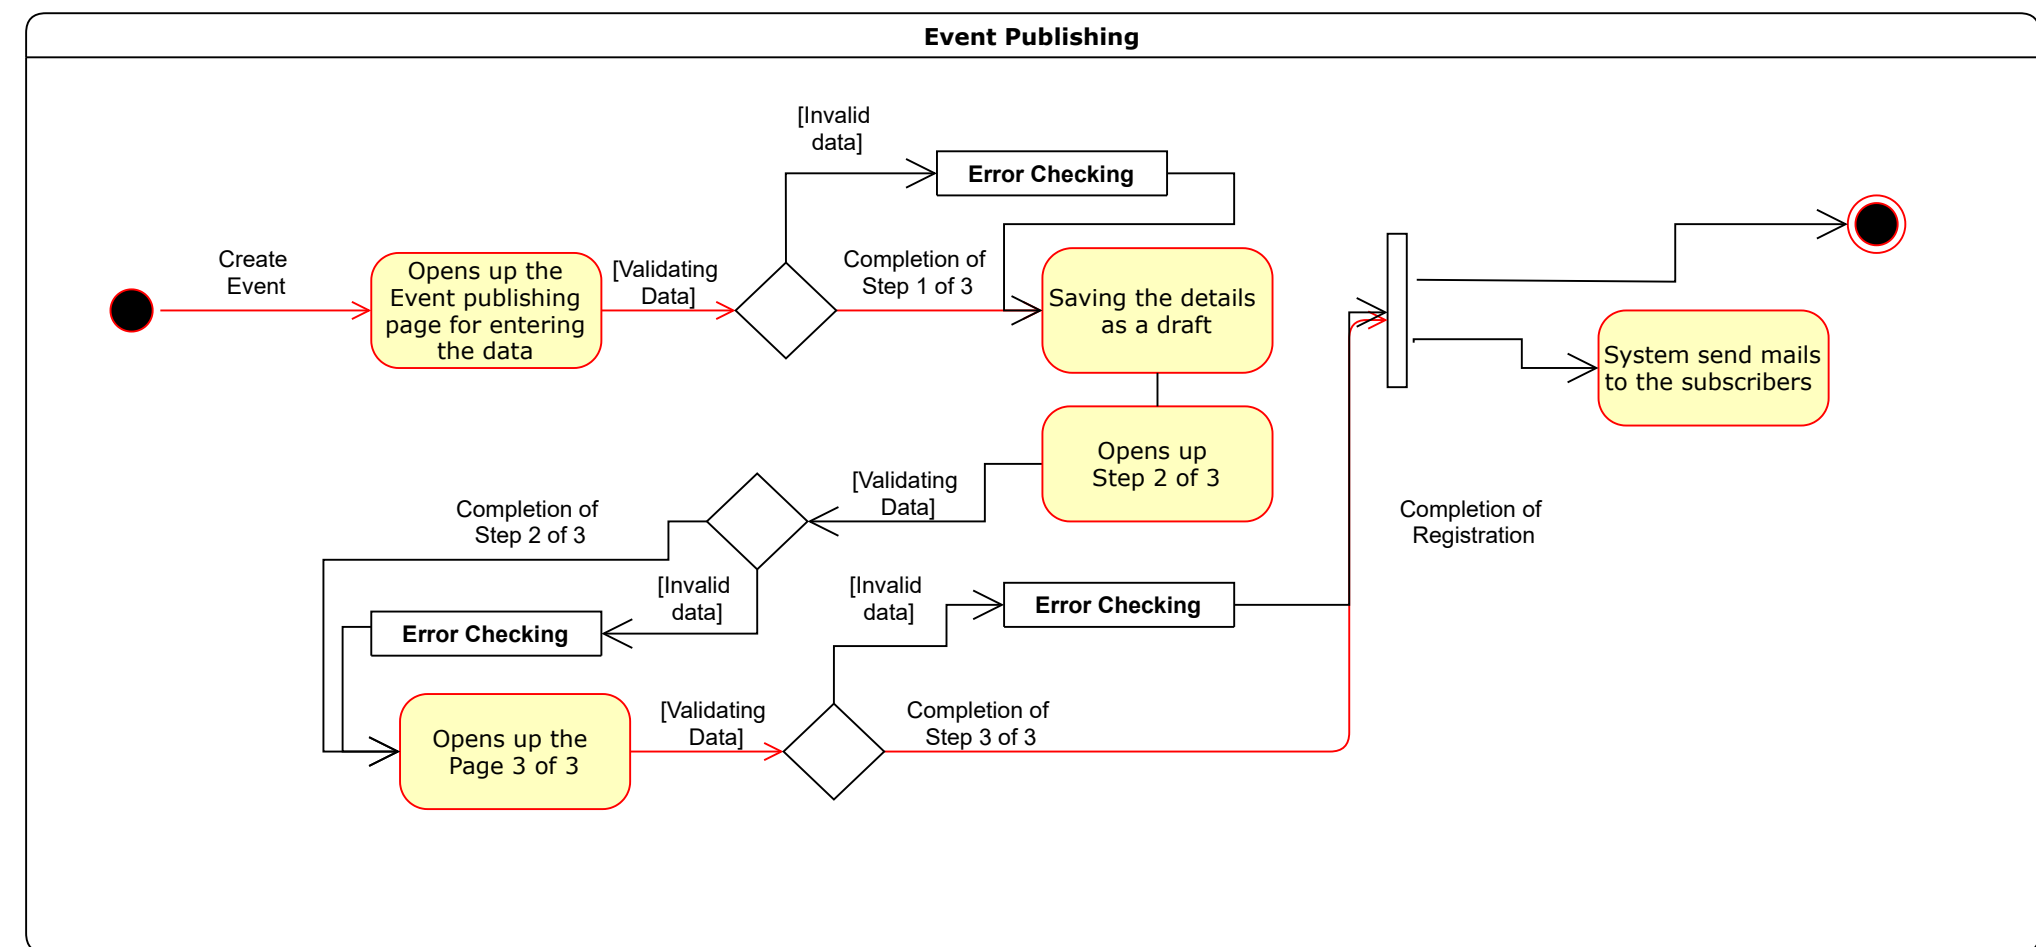 Event Publishing
[Invalid
data]
Error Checking
Create
Event
Opens up the
Event publishing
page for entering
the data
[Validating
Data]
Completion of
Step 1 of 3
Saving the details
as a draft
System send mails
to the subscribers
Opens up
Step 2 of 3
[Validating
Data]
Completion of
Step 2 of 3
Completion of
Registration
[Invalid
data]
Error Checking
[Invalid
data]
Error Checking
Opens up the
Page 3 of 3
[Validating
Data]
Completion of
Step 3 of 3